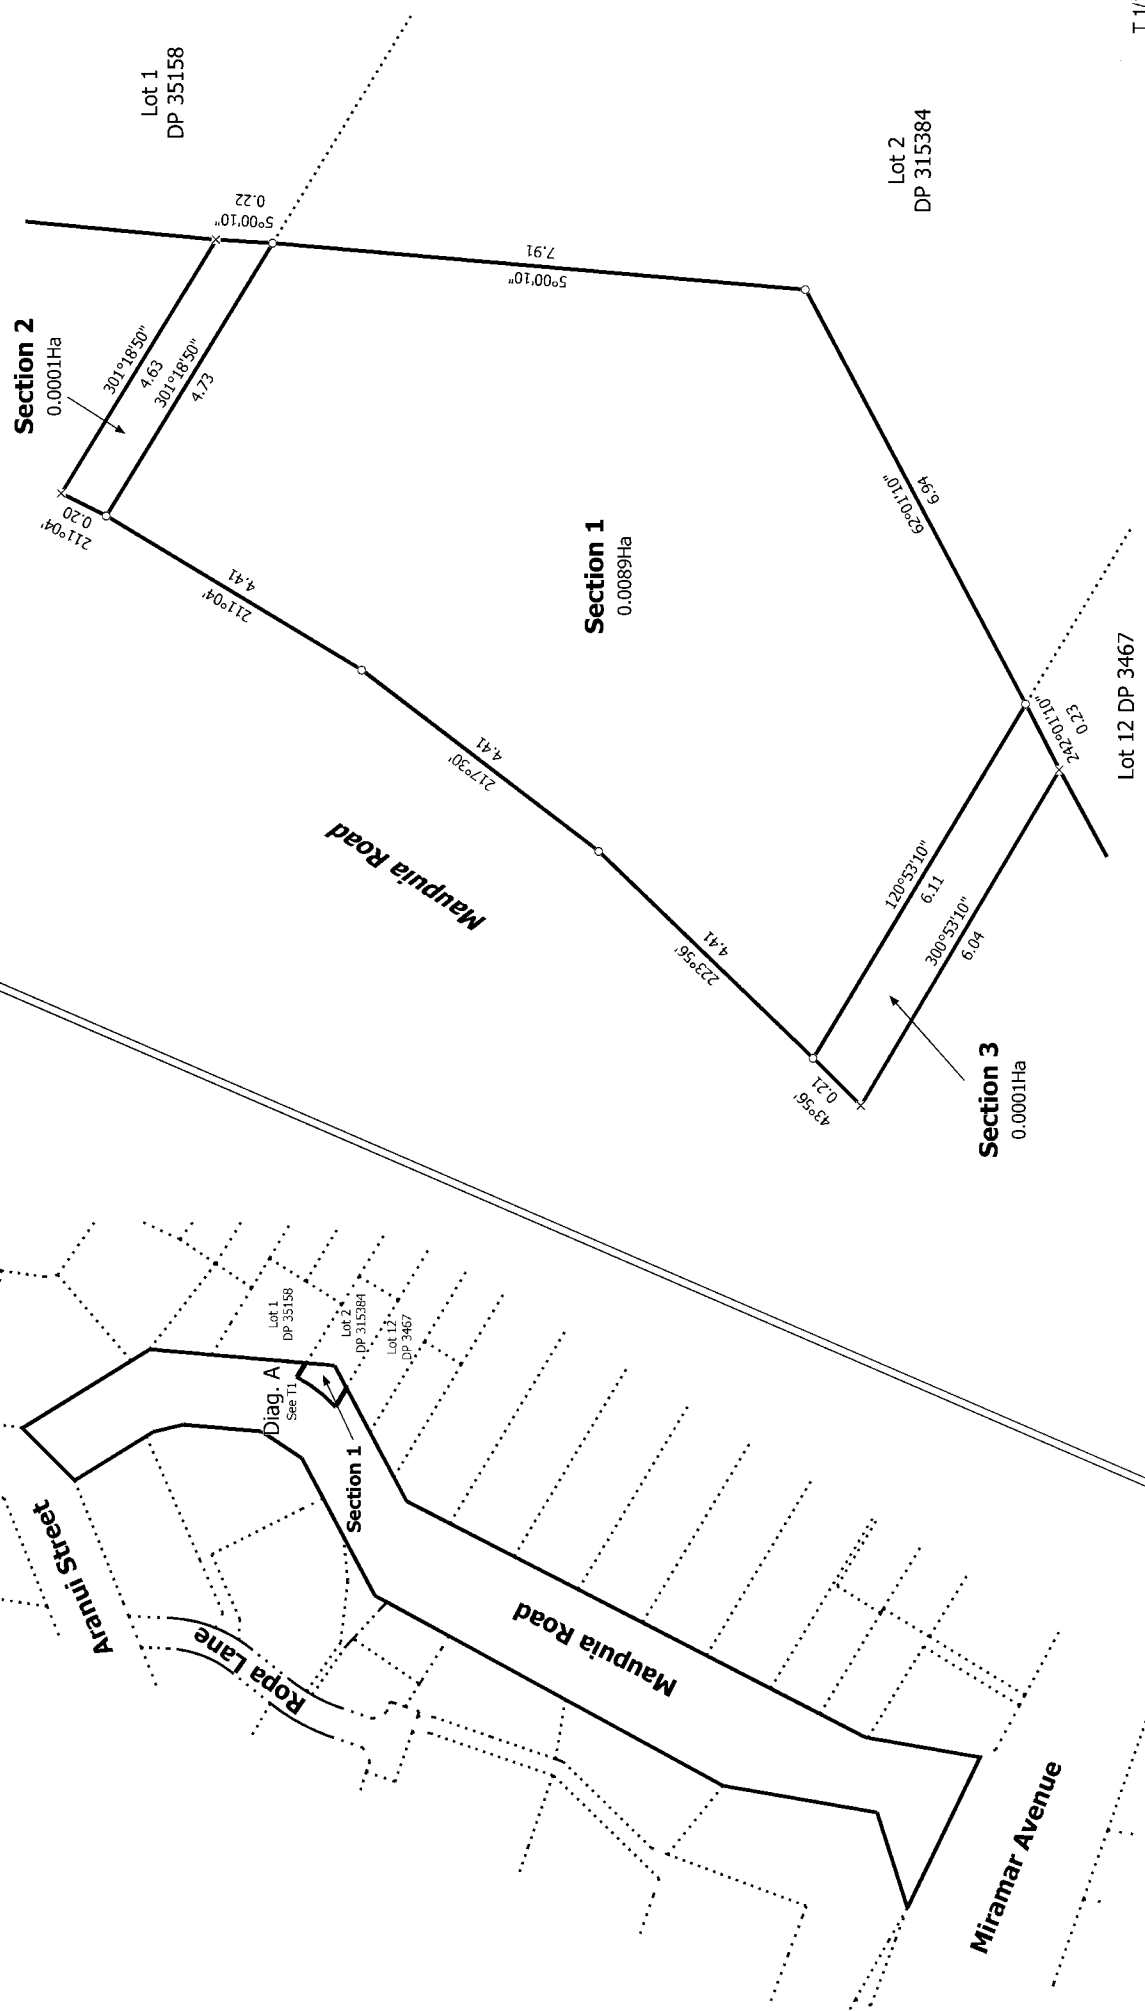 Lot 1
DP 35158
0.22
5°00'10"
Section 2
0.0001Ha
301°18'50"
4.63
301°18'50"
4.73
211°04'
0.20
4.41
211°04'
7.91
5°00'10"
Lot 2
DP 315384
Section 1
0.0089Ha
62°01'10"
6.94
4.41
217°30'
Maupuia Road
4.41
223°56'
120°53'10"
6.11
300°53'10"
6.04
242°01'10"
0.23
Lot 12 DP 3467
43°56'
0.21
Section 3
0.0001Ha
Lot 1
DP 35158
Lot 2
DP 315384
Lot 12
DP 3467
Diag. A
See T1
Section 1
Aranui Street
Ropa Lane
Maupuia Road
Miramar Avenue